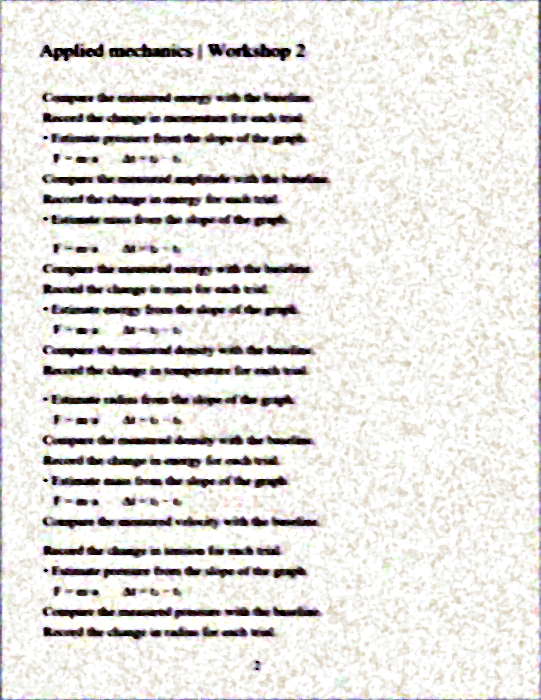 Applied mechanics | Workshop 2
Compare the measured energy with the baseline.
Record the change in momentum for each trial.
• Estimate pressure from the slope of the graph.
F = m·a Δt = t₂ − t₁
Compare the measured amplitude with the baseline.
Record the change in energy for each trial.
• Estimate mass from the slope of the graph.
F = m·a Δt = t₂ − t₁
Compare the measured energy with the baseline.
Record the change in mass for each trial.
• Estimate energy from the slope of the graph.
F = m·a Δt = t₂ − t₁
Compare the measured density with the baseline.
Record the change in temperature for each trial.
• Estimate radius from the slope of the graph.
F = m·a Δt = t₂ − t₁
Compare the measured density with the baseline.
Record the change in energy for each trial.
• Estimate mass from the slope of the graph.
F = m·a Δt = t₂ − t₁
Compare the measured velocity with the baseline.
Record the change in tension for each trial.
• Estimate pressure from the slope of the graph.
F = m·a Δt = t₂ − t₁
Compare the measured pressure with the baseline.
Record the change in radius for each trial.
2